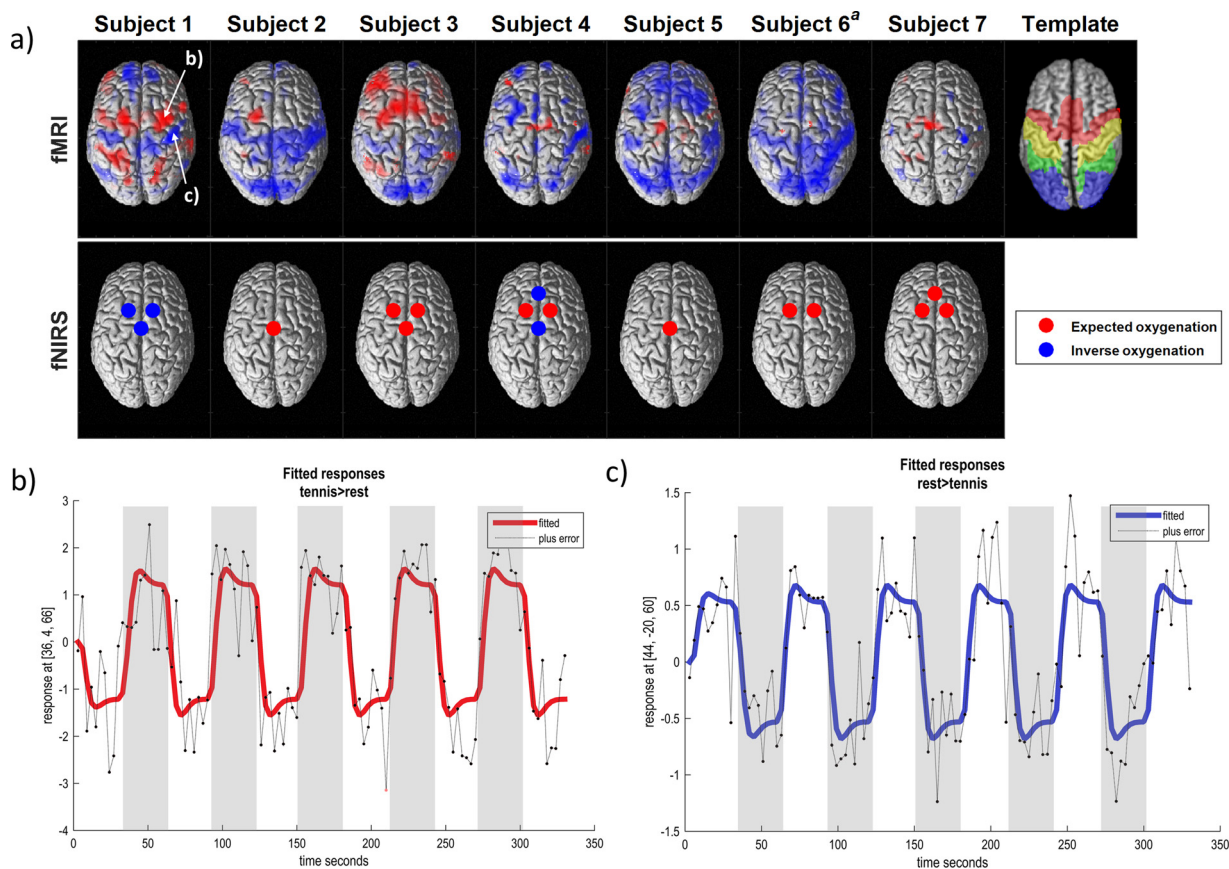 a)
Subject 1 Subject 2 Subject 3 Subject 4 Subject 5 Subject 6a Subject 7 Template
fMRI
b)
c)
fNIRS
Expected oxygenation
Inverse oxygenation
b)
Fitted responses
tennis>rest
fitted
plus error
response at [36, 4, 66]
3
2
1
0
-1
-2
-3
-4
0 50 100 150 200 250 300 350
time seconds
c)
Fitted responses
rest>tennis
fitted
plus error
response at [44, -20, 60]
1.5
1
0.5
0
-0.5
-1
-1.5
0 50 100 150 200 250 300 350
time seconds